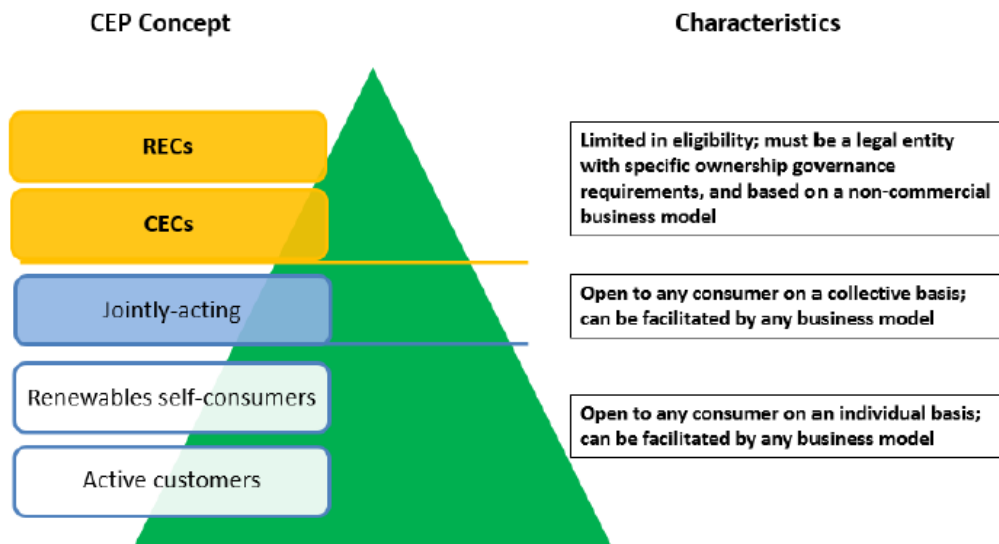 CEP Concept
Characteristics
RECs
CECs
Limited in eligibility; must be a legal entity
with specific ownership governance
requirements, and based on a non-commercial
business model
Jointly-acting
Open to any consumer on a collective basis;
can be facilitated by any business model
Renewables self-consumers
Active customers
Open to any consumer on an individual basis;
can be facilitated by any business model